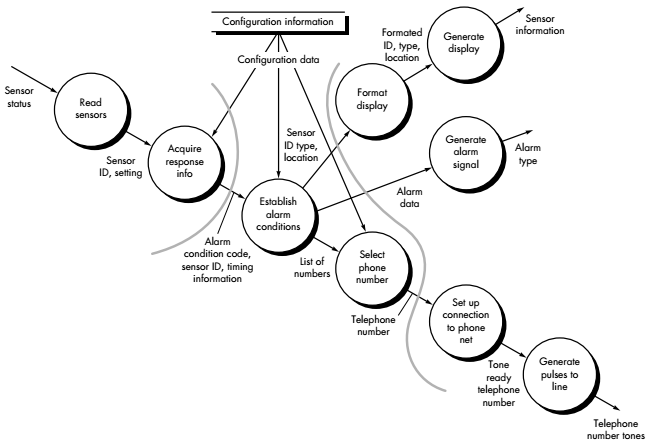 Configuration information
Configuration data
Sensor
status
Read
sensors
Sensor
ID, setting
Acquire
response
info
Alarm
condition code,
sensor ID, timing
information
Establish
alarm
conditions
Sensor
ID type,
location
Format
display
Formated
ID, type,
location
Generate
display
Sensor
information
Alarm
data
Generate
alarm
signal
Alarm
type
List of
numbers
Select
phone
number
Telephone
number
Set up
connection
to phone
net
Tone
ready
telephone
number
Generate
pulses to
line
Telephone
number tones